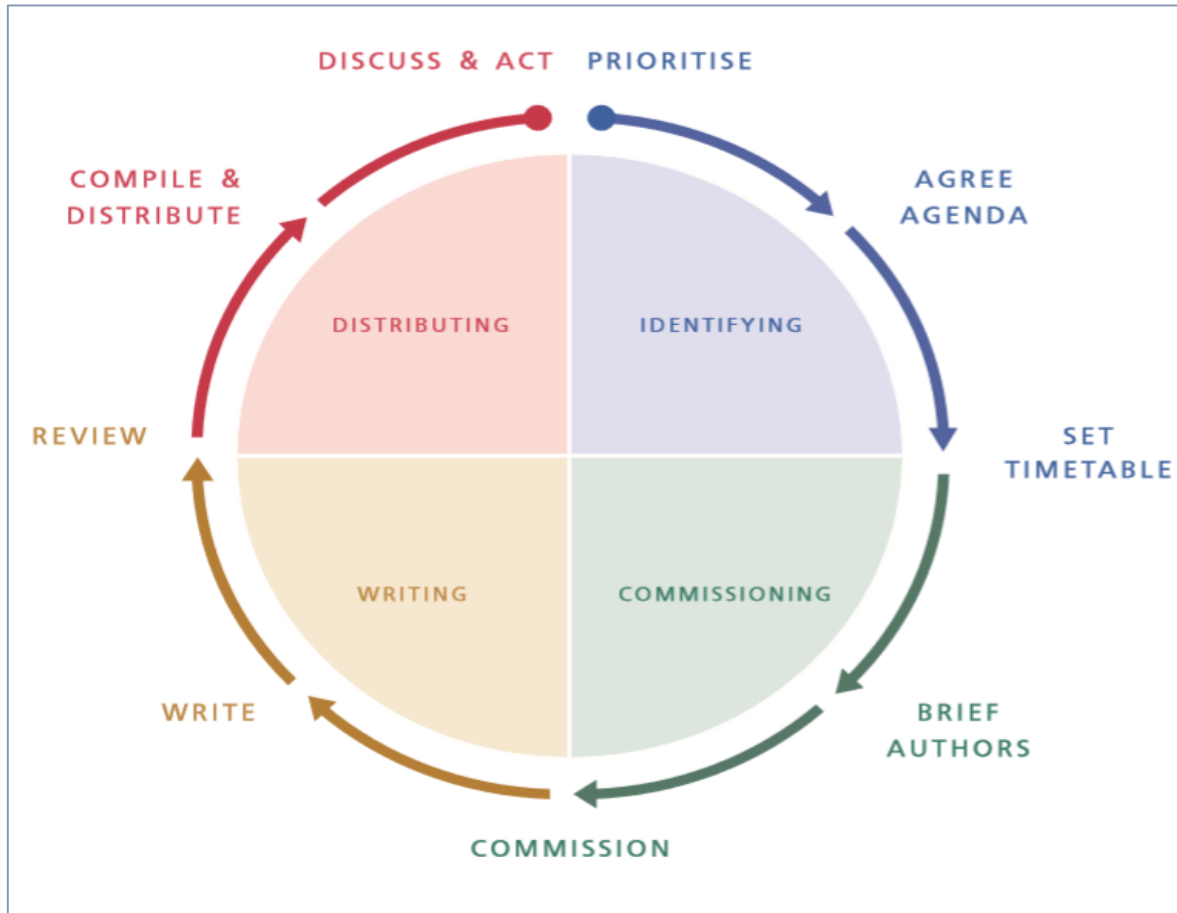 DISCUSS & ACT
PRIORITISE
COMPILE &
DISTRIBUTE
AGREE
AGENDA
DISTRIBUTING
IDENTIFYING
REVIEW
SET
TIMETABLE
WRITING
COMMISSIONING
WRITE
BRIEF
AUTHORS
COMMISSION